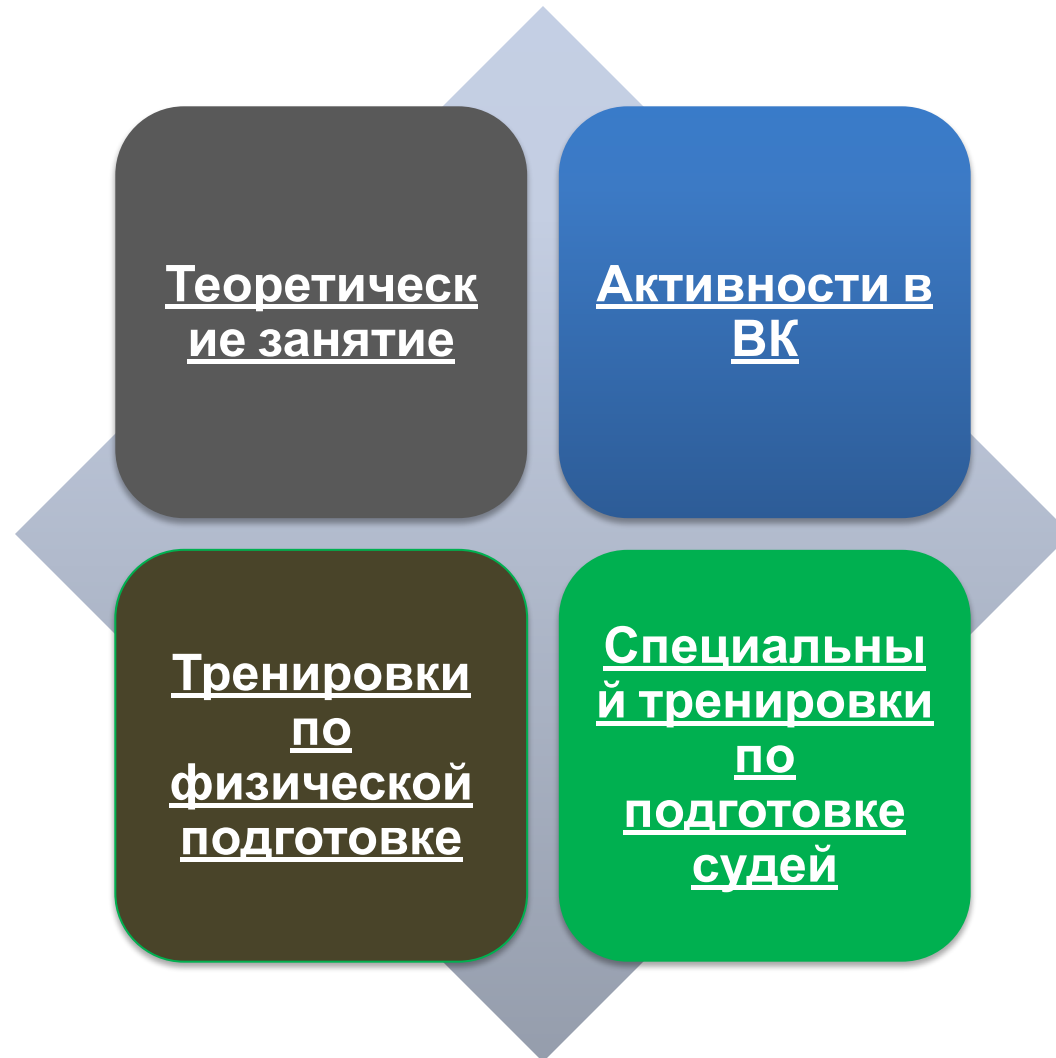 Теоретическ
ие занятие
Активности в
ВК
Тренировки
по
физической
подготовке
Специальны
й тренировки
по
подготовке
судей